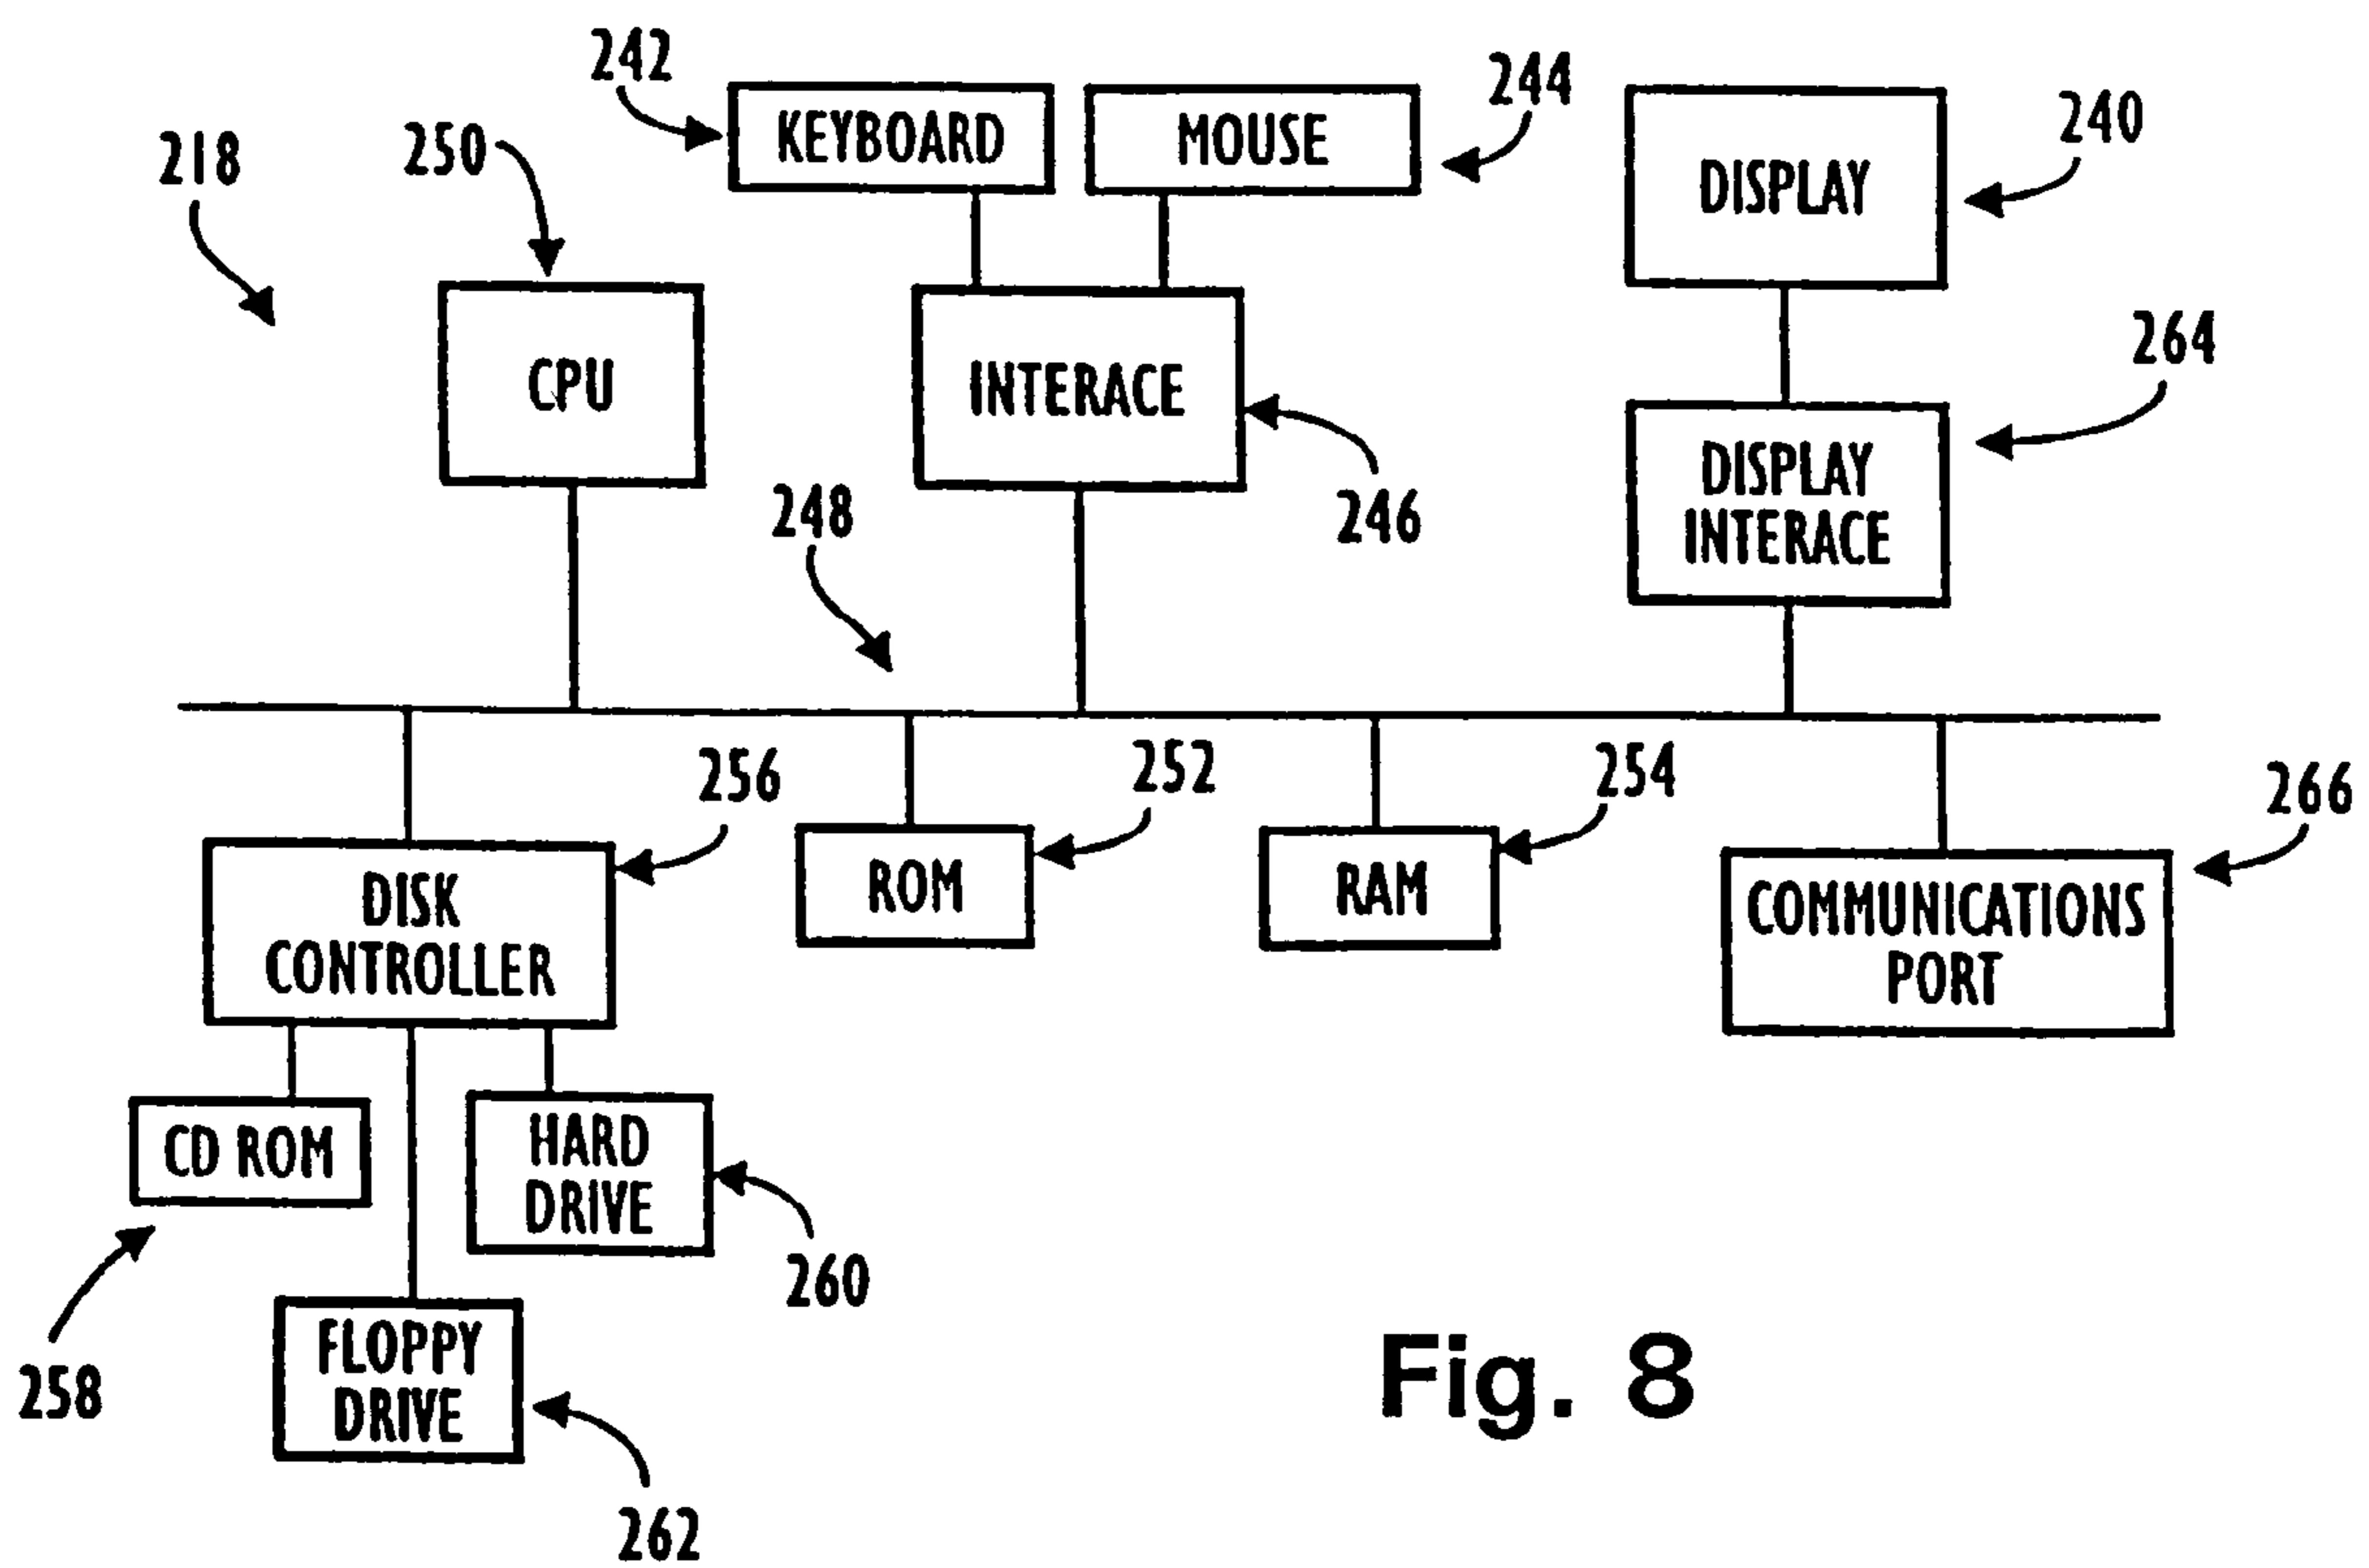 242
KEYBOARD
MOUSE
244
DISPLAY
240
218
250
CPU
INTERACE
246
264
DISPLAY
INTERACE
248
256
252
254
266
DISK
CONTROLLER
ROM
RAM
COMMUNICATIONS
PORT
CD ROM
HARD
DRIVE
258
260
FLOPPY
DRIVE
262
Fig. 8